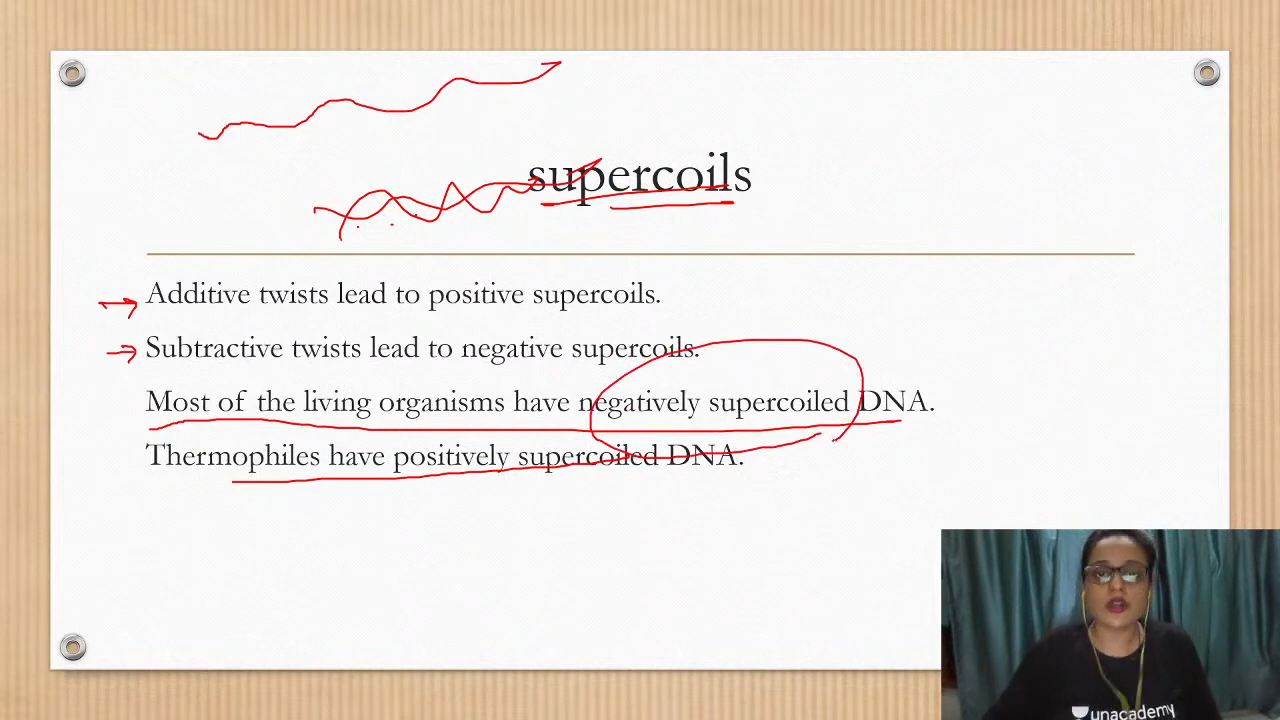 supercoils
Additive twists lead to positive supercoils.
Subtractive twists lead to negative supercoils.
Most of the living organisms have negatively supercoiled DNA.
Thermophiles have positively supercoiled DNA.
unacademy